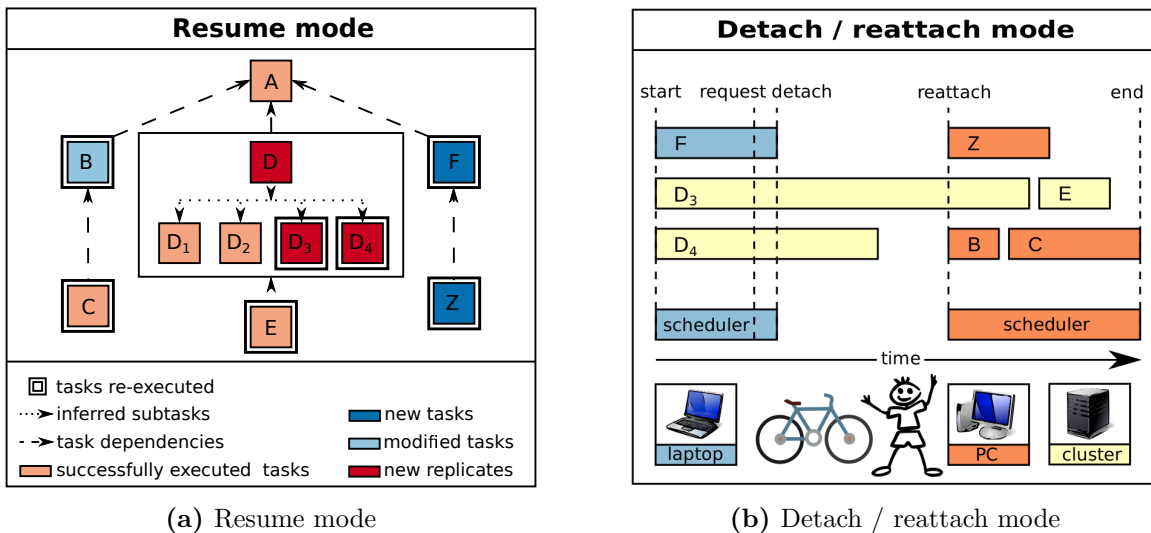 Resume mode
A
B
D
F
D1
D2
D3
D4
C
E
Z
tasks re-executed
inferred subtasks
task dependencies
successfully executed tasks
new tasks
modified tasks
new replicates
(a) Resume mode
Detach / reattach mode
start request detach reattach end
F Z
D3 E
D4 B C
scheduler scheduler
time
laptop PC cluster
(b) Detach / reattach mode